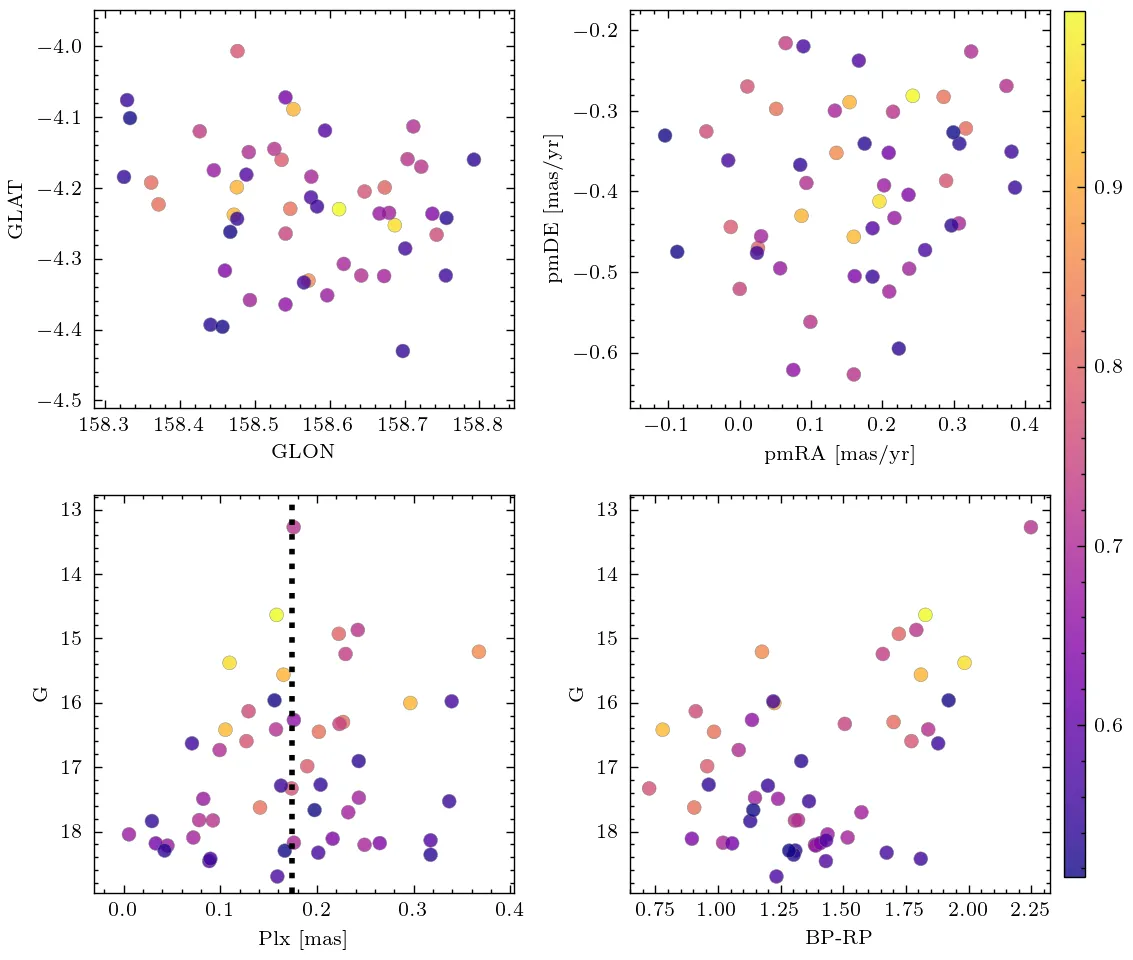 −4.0
−4.1
−4.2
−4.3
−4.4
−4.5
GLAT
158.3 158.4 158.5 158.6 158.7 158.8
GLON
−0.2
−0.3
−0.4
−0.5
−0.6
pmDE [mas/yr]
−0.1 0.0 0.1 0.2 0.3 0.4
pmRA [mas/yr]
0.9
0.8
0.7
0.6
13
14
15
16
17
18
G
0.0 0.1 0.2 0.3 0.4
Plx [mas]
13
14
15
16
17
18
G
0.75 1.00 1.25 1.50 1.75 2.00 2.25
BP-RP